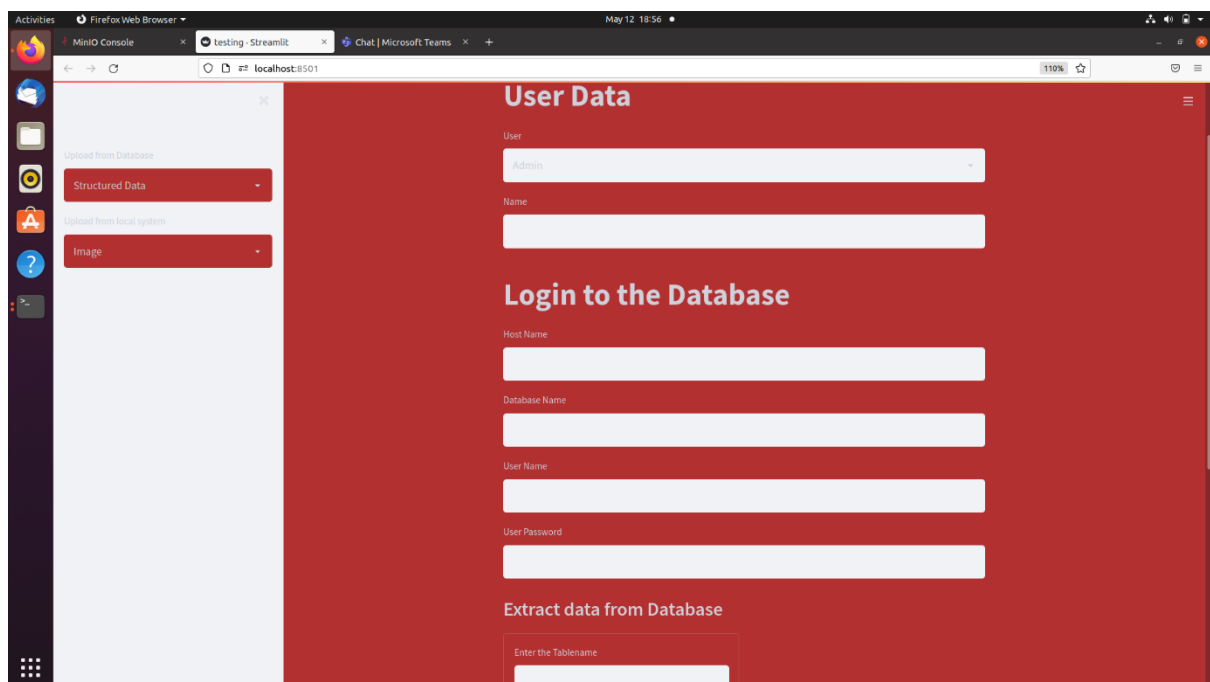 Activities Firefox Web Browser May 12 18:56
MinIO Console × testing · Streamlit × Chat | Microsoft Teams × +
localhost:8501 110%
Upload from Database
Structured Data
Upload from local system
Image
User Data
User
Admin
Name
Login to the Database
Host Name
Database Name
User Name
User Password
Extract data from Database
Enter the Tablename